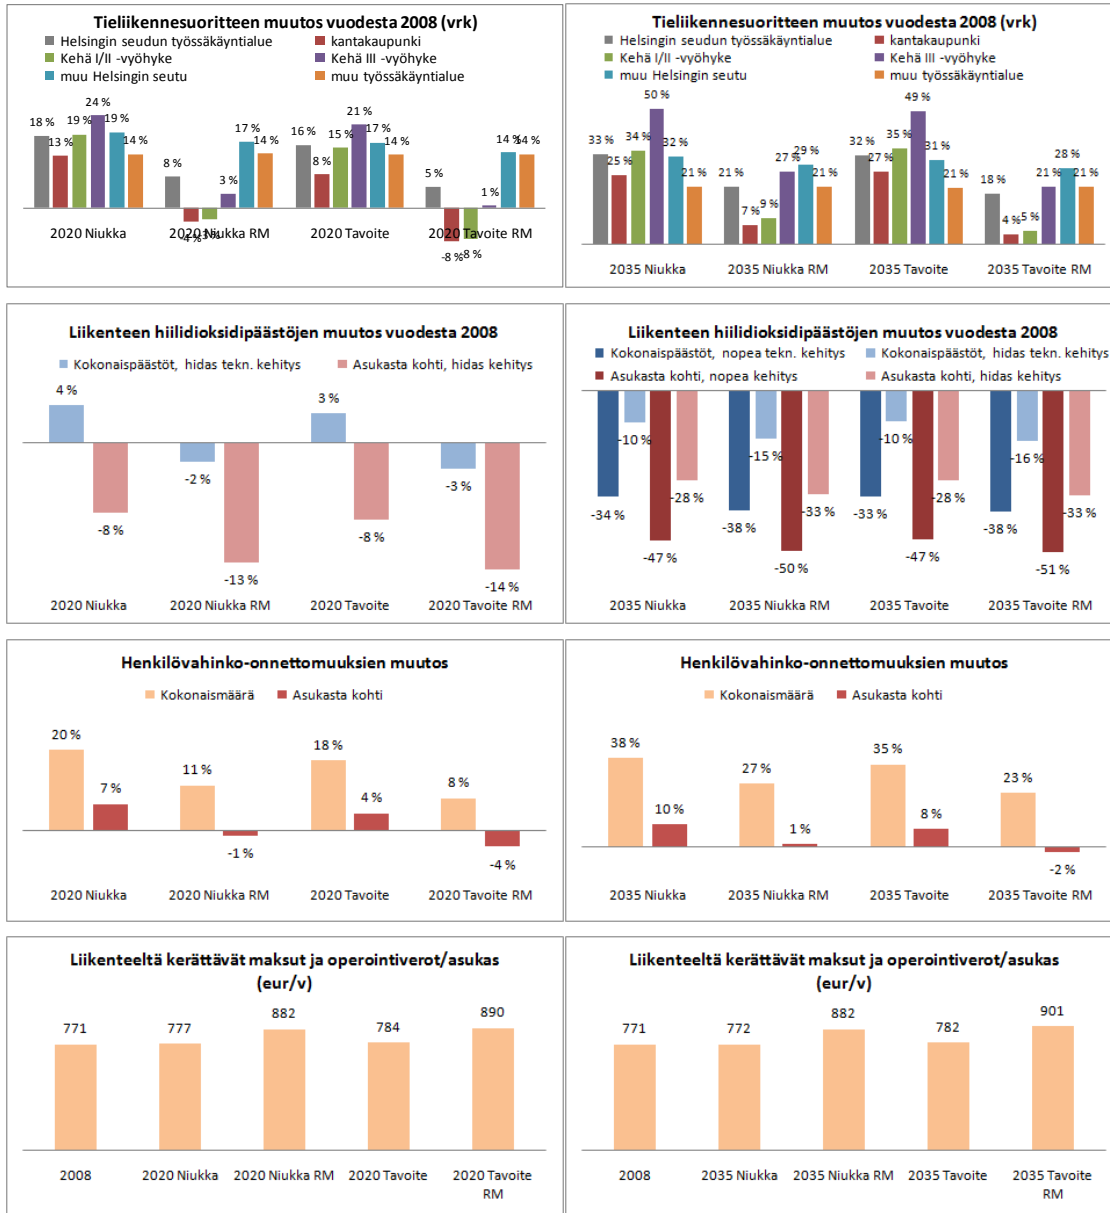 Tieliikennesuoritteen muutos vuodesta 2008 (vrk)
Helsingin seudun työssäkäyntialue
kantakaupunki
Kehä I/II -vyöhyke
Kehä III -vyöhyke
muu Helsingin seutu
muu työssäkäyntialue
18 %
13 %
19 %
24 %
19 %
14 %
8 %
-4 %
-3 %
3 %
17 %
14 %
16 %
8 %
15 %
21 %
17 %
14 %
5 %
-8 %
-8 %
1 %
14 %
14 %
2020 Niukka
2020 Niukka RM
2020 Tavoite
2020 Tavoite RM
Tieliikennesuoritteen muutos vuodesta 2008 (vrk)
Helsingin seudun työssäkäyntialue
kantakaupunki
Kehä I/II -vyöhyke
Kehä III -vyöhyke
muu Helsingin seutu
muu työssäkäyntialue
33 %
25 %
34 %
50 %
32 %
21 %
21 %
7 %
9 %
27 %
29 %
21 %
32 %
27 %
35 %
49 %
31 %
21 %
18 %
4 %
5 %
21 %
28 %
21 %
2035 Niukka
2035 Niukka RM
2035 Tavoite
2035 Tavoite RM
Liikenteen hiilidioksidipäästöjen muutos vuodesta 2008
Kokonaispäästöt, hidas tekn. kehitys
Asukasta kohti, hidas kehitys
4 %
-8 %
-2 %
-13 %
3 %
-8 %
-3 %
-14 %
2020 Niukka
2020 Niukka RM
2020 Tavoite
2020 Tavoite RM
Liikenteen hiilidioksidipäästöjen muutos vuodesta 2008
Kokonaispäästöt, nopea tekn. kehitys
Kokonaispäästöt, hidas tekn. kehitys
Asukasta kohti, nopea kehitys
Asukasta kohti, hidas kehitys
-34 %
-10 %
-47 %
-28 %
-38 %
-15 %
-50 %
-33 %
-33 %
-10 %
-47 %
-28 %
-38 %
-16 %
-51 %
-33 %
2035 Niukka
2035 Niukka RM
2035 Tavoite
2035 Tavoite RM
Henkilövahinko-onnettomuuksien muutos
Kokonaismäärä
Asukasta kohti
20 %
7 %
11 %
-1 %
18 %
4 %
8 %
-4 %
2020 Niukka
2020 Niukka RM
2020 Tavoite
2020 Tavoite RM
Henkilövahinko-onnettomuuksien muutos
Kokonaismäärä
Asukasta kohti
38 %
10 %
27 %
1 %
35 %
8 %
23 %
-2 %
2035 Niukka
2035 Niukka RM
2035 Tavoite
2035 Tavoite RM
Liikenteeltä kerättävät maksut ja operointiverot/asukas
(eur/v)
771
777
882
784
890
2008
2020 Niukka
2020 Niukka RM
2020 Tavoite
2020 Tavoite
RM
Liikenteeltä kerättävät maksut ja operointiverot/asukas
(eur/v)
771
772
882
782
901
2008
2035 Niukka
2035 Niukka RM
2035 Tavoite
2035 Tavoite
RM